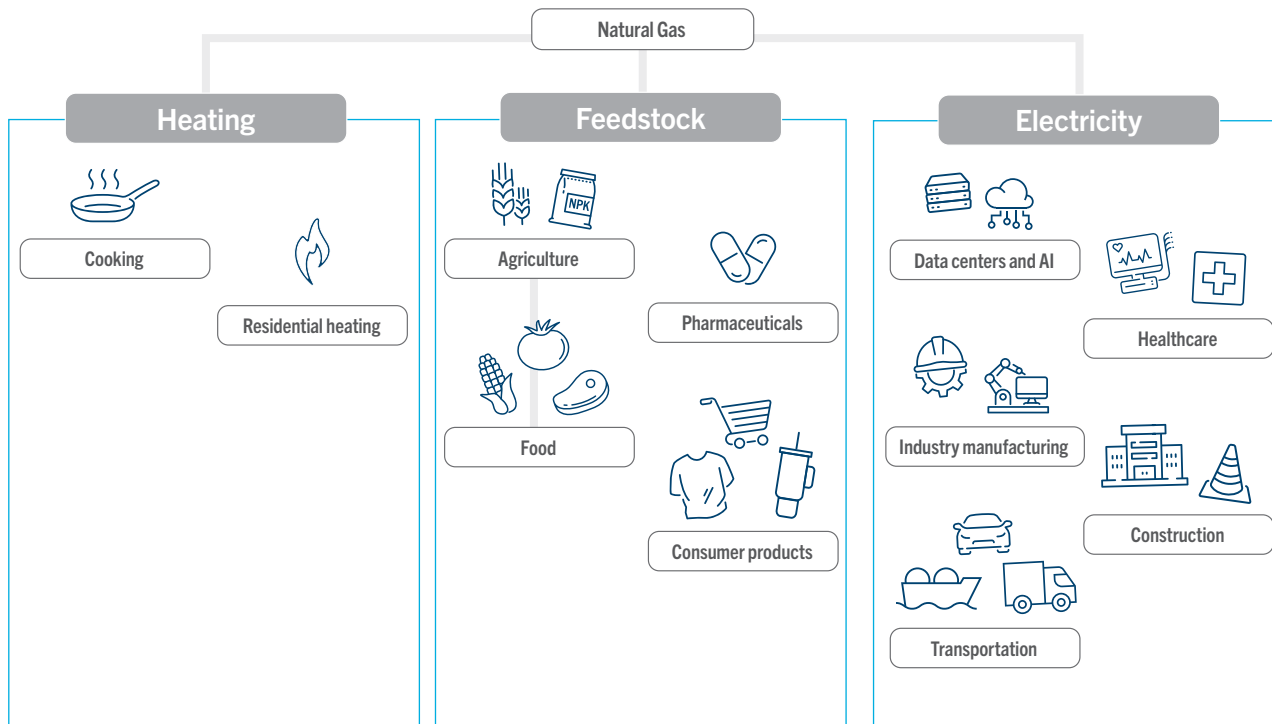 Natural Gas
Heating
Cooking
Residential heating
Feedstock
NPK
Agriculture
Pharmaceuticals
Food
Consumer products
Electricity
Data centers and AI
Healthcare
Industry manufacturing
Construction
Transportation